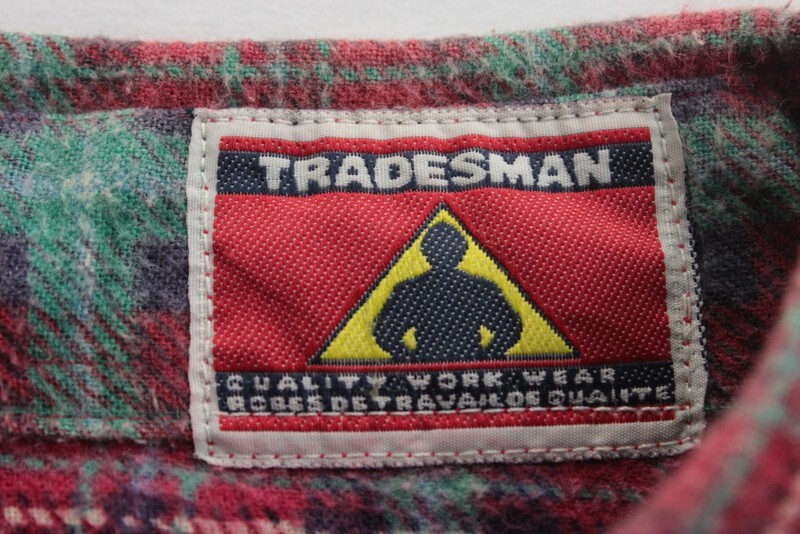 TRADESMAN
QUALITY WORK WEAR
ROBES DE TRAVAIL DE QUALITE